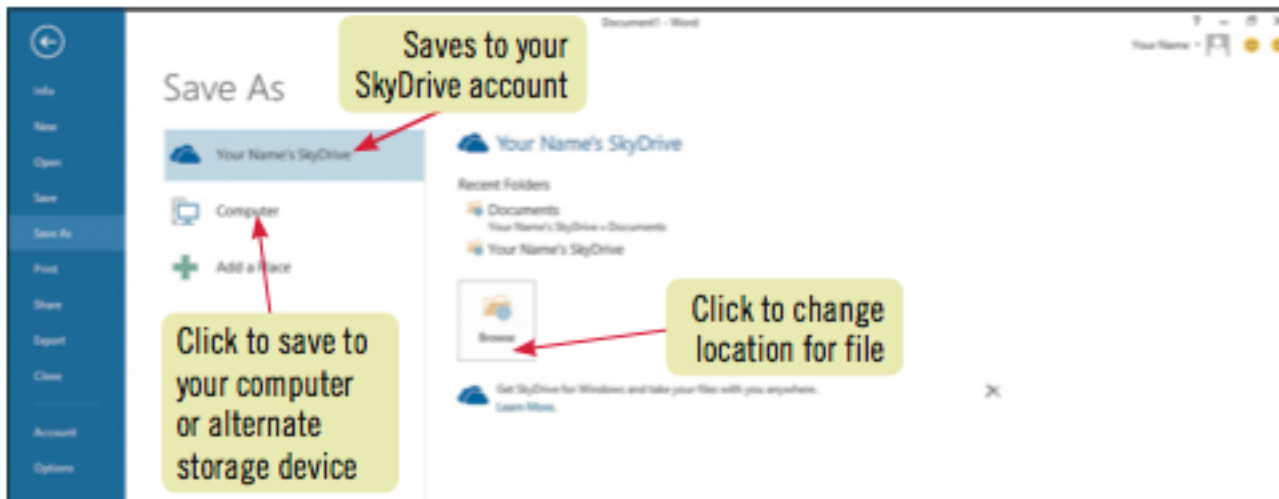 Document1 - Word
?
Your Name
Info
New
Open
Save
Save As
Print
Share
Export
Close
Account
Options
Save As
Saves to your
SkyDrive account
Your Name's SkyDrive
Computer
Add a Place
Click to save to
your computer
or alternate
storage device
Your Name's SkyDrive
Recent Folders
Documents
Your Name's SkyDrive » Documents
Your Name's SkyDrive
Browse
Click to change
location for file
Get SkyDrive for Windows and take your files with you anywhere.
Learn More.